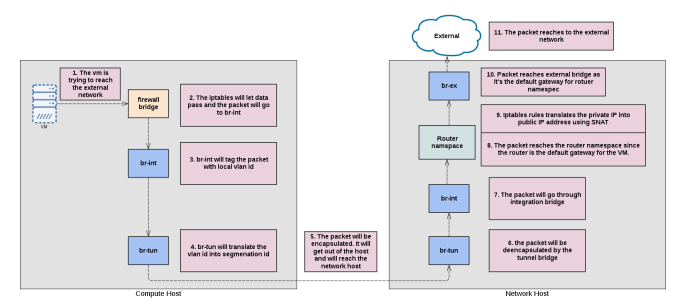 External
11. The packet reaches to the external
network
1. The vm is
trying to reach
the external
network
VM
firewall
bridge
2. The iptables will let data
pass and the packet will go
to br-int
br-int
3. br-int will tag the packet
with local vlan id
br-tun
4. br-tun will translate the
vlan id into segmenation id
Compute Host
5. The packet will be
encapsulated. it will
get out of the host
and will reach the
network host
br-ex
10. Packet reaches external bridge as
it's the default gateway for rotuer
namespec
9. Iptables rules translates the private IP into
public IP address using SNAT
Router
namspace
8. The packet reaches the router namespace since
the router is the default gateway for the VM.
br-int
7. The packet will go through
integration bridge
br-tun
6. the packet will be
deencapsulated by the
tunnel bridge
Network Host